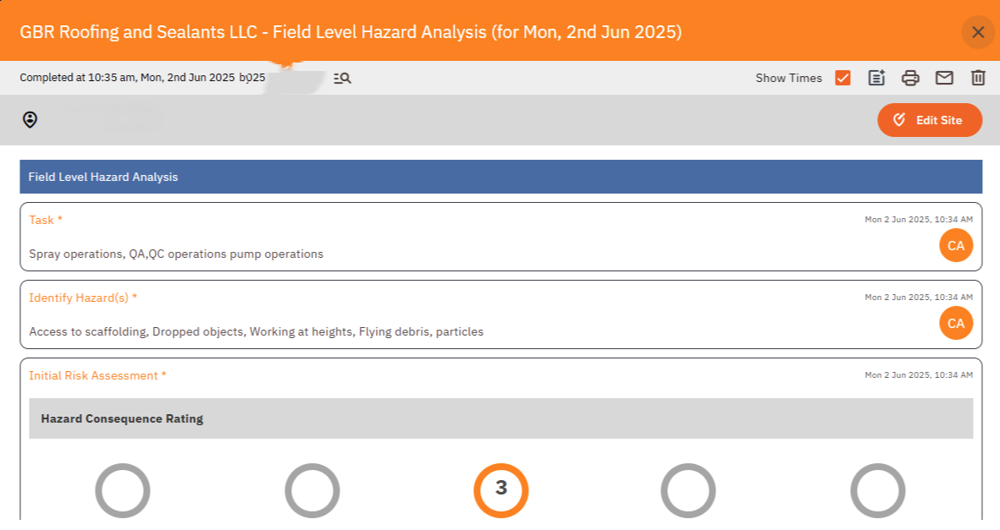 GBR Roofing and Sealants LLC - Field Level Hazard Analysis (for Mon, 2nd Jun 2025)
Completed at 10:35 am, Mon, 2nd Jun 2025 by025
Show Times
Edit Site
Field Level Hazard Analysis
Task *
Mon 2 Jun 2025, 10:34 AM
Spray operations, QA,QC operations pump operations
CA
Identify Hazard(s) *
Mon 2 Jun 2025, 10:34 AM
Access to scaffolding, Dropped objects, Working at heights, Flying debris, particles
CA
Initial Risk Assessment *
Mon 2 Jun 2025, 10:34 AM
Hazard Consequence Rating
3